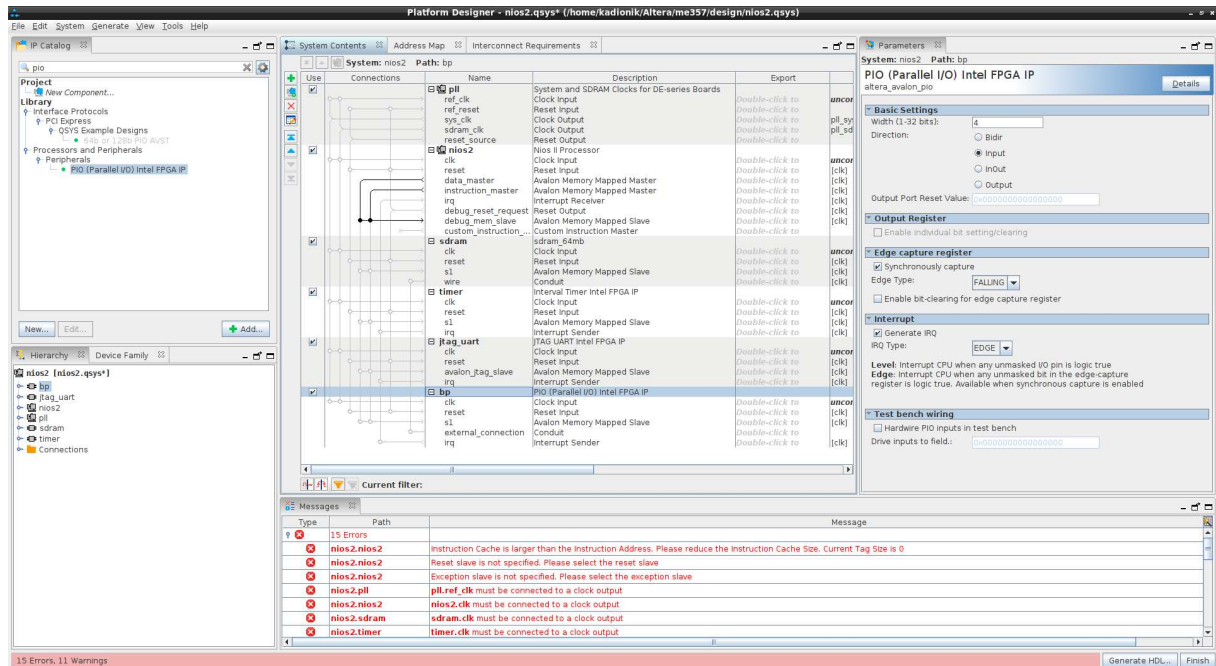 Platform Designer - nios2.qsys* (/home/kadionik/Altera/me357/design/nios2.qsys)
File Edit System Generate View Tools Help
IP Catalog
pio
Project
New Component...
Library
Interface Protocols
PCI Express
QSYS Example Designs
64b or 128b PIO AVST
Processors and Peripherals
Peripherals
PIO (Parallel I/O) Intel FPGA IP
New... Edit... Add...
Hierarchy Device Family
nios2 [nios2.qsys*]
bp
jtag_uart
nios2
pll
sdram
timer
Connections
System Contents Address Map Interconnect Requirements
System: nios2 Path: bp
Use Connections Name Description Export
pll System and SDRAM Clocks for DE-series Boards
ref_clk Clock Input Double-click to uncor
ref_reset Reset Input Double-click to
sys_clk Clock Output Double-click to pll_sy
sdram_clk Clock Output Double-click to pll_sd
reset_source Reset Output Double-click to
nios2 Nios II Processor
clk Clock Input Double-click to uncor
reset Reset Input Double-click to [clk]
data_master Avalon Memory Mapped Master Double-click to [clk]
instruction_master Avalon Memory Mapped Master Double-click to [clk]
irq Interrupt Receiver Double-click to [clk]
debug_reset_request Reset Output Double-click to [clk]
debug_mem_slave Avalon Memory Mapped Slave Double-click to [clk]
custom_instruction_... Custom Instruction Master Double-click to
sdram sdram_64mb
clk Clock Input Double-click to uncor
reset Reset Input Double-click to [clk]
s1 Avalon Memory Mapped Slave Double-click to [clk]
wire Conduit Double-click to [clk]
timer Interval Timer Intel FPGA IP
clk Clock Input Double-click to uncor
reset Reset Input Double-click to [clk]
s1 Avalon Memory Mapped Slave Double-click to [clk]
irq Interrupt Sender Double-click to [clk]
jtag_uart JTAG UART Intel FPGA IP
clk Clock Input Double-click to uncor
reset Reset Input Double-click to [clk]
avalon_jtag_slave Avalon Memory Mapped Slave Double-click to [clk]
irq Interrupt Sender Double-click to [clk]
bp PIO (Parallel I/O) Intel FPGA IP
clk Clock Input Double-click to uncor
reset Reset Input Double-click to [clk]
s1 Avalon Memory Mapped Slave Double-click to [clk]
external_connection Conduit Double-click to
irq Interrupt Sender Double-click to [clk]
Current filter:
Parameters
System: nios2 Path: bp
PIO (Parallel I/O) Intel FPGA IP
altera_avalon_pio
Details
Basic Settings
Width (1-32 bits): 4
Direction: Bidir
Input
InOut
Output
Output Port Reset Value: 0x0000000000000000
Output Register
Enable individual bit setting/clearing
Edge capture register
Synchronously capture
Edge Type: FALLING
Enable bit-clearing for edge capture register
Interrupt
Generate IRQ
IRQ Type: EDGE
Level: Interrupt CPU when any unmasked I/O pin is logic true
Edge: Interrupt CPU when any unmasked bit in the edge-capture
register is logic true. Available when synchronous capture is enabled
Test bench wiring
Hardwire PIO inputs in test bench
Drive inputs to field.: 0x0000000000000000
Messages
Type Path Message
15 Errors
nios2.nios2 Instruction Cache is larger than the Instruction Address. Please reduce the Instruction Cache Size. Current Tag Size is 0
nios2.nios2 Reset slave is not specified. Please select the reset slave
nios2.nios2 Exception slave is not specified. Please select the exception slave
nios2.pll pll.ref_clk must be connected to a clock output
nios2.nios2 nios2.clk must be connected to a clock output
nios2.sdram sdram.clk must be connected to a clock output
nios2.timer timer.clk must be connected to a clock output
15 Errors, 11 Warnings
Generate HDL... Finish